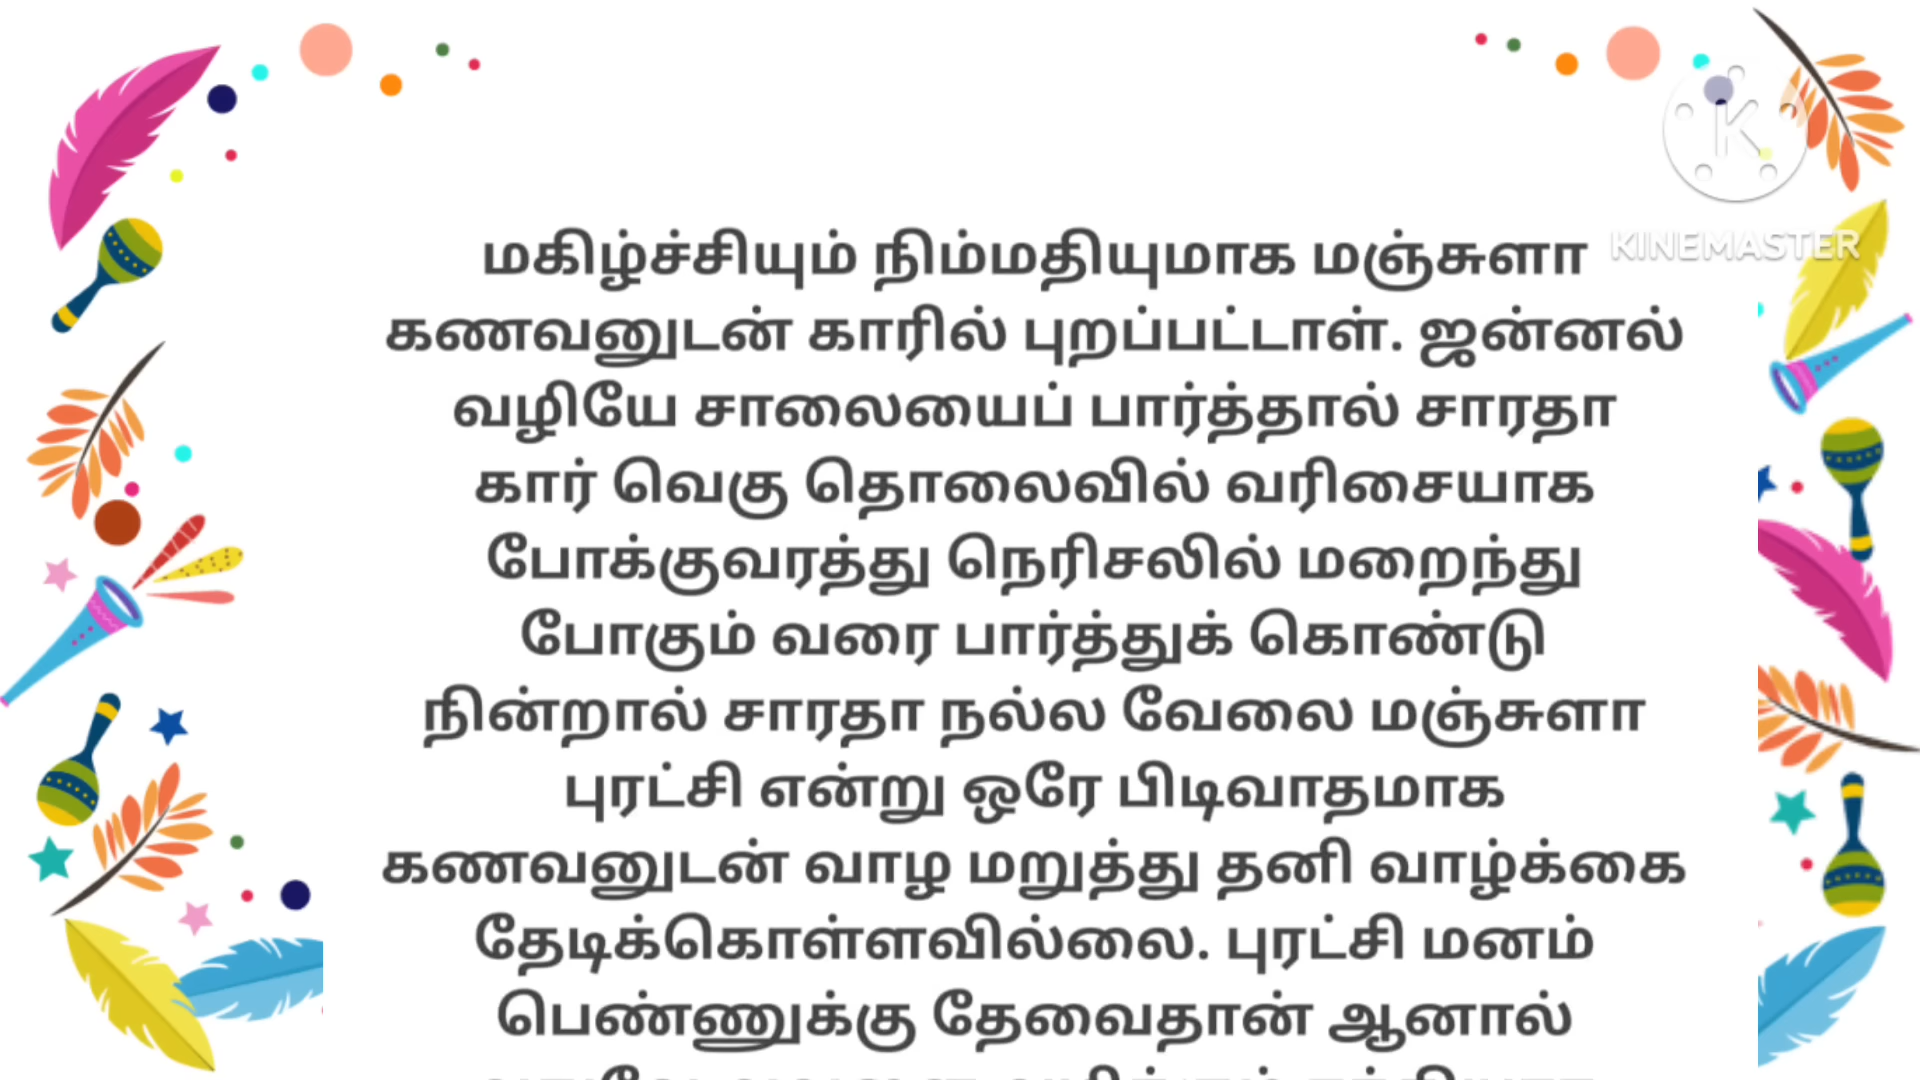 மகிழ்ச்சியும் நிம்மதியுமாக மஞ்சுளா
கணவனுடன் காரில் புறப்பட்டாள். ஜன்னல்
வழியே சாலையைப் பார்த்தால் சாரதா
கார் வெகு தொலைவில் வரிசையாக
போக்குவரத்து நெரிசலில் மறைந்து
போகும் வரை பார்த்துக் கொண்டு
நின்றால் சாரதா நல்ல வேலை மஞ்சுளா
புரட்சி என்று ஒரே பிடிவாதமாக
கணவனுடன் வாழ மறுத்து தனி வாழ்க்கை
தேடிக்கொள்ளவில்லை. புரட்சி மனம்
பெண்ணுக்கு தேவைதான் ஆனால்
KINEMASTER